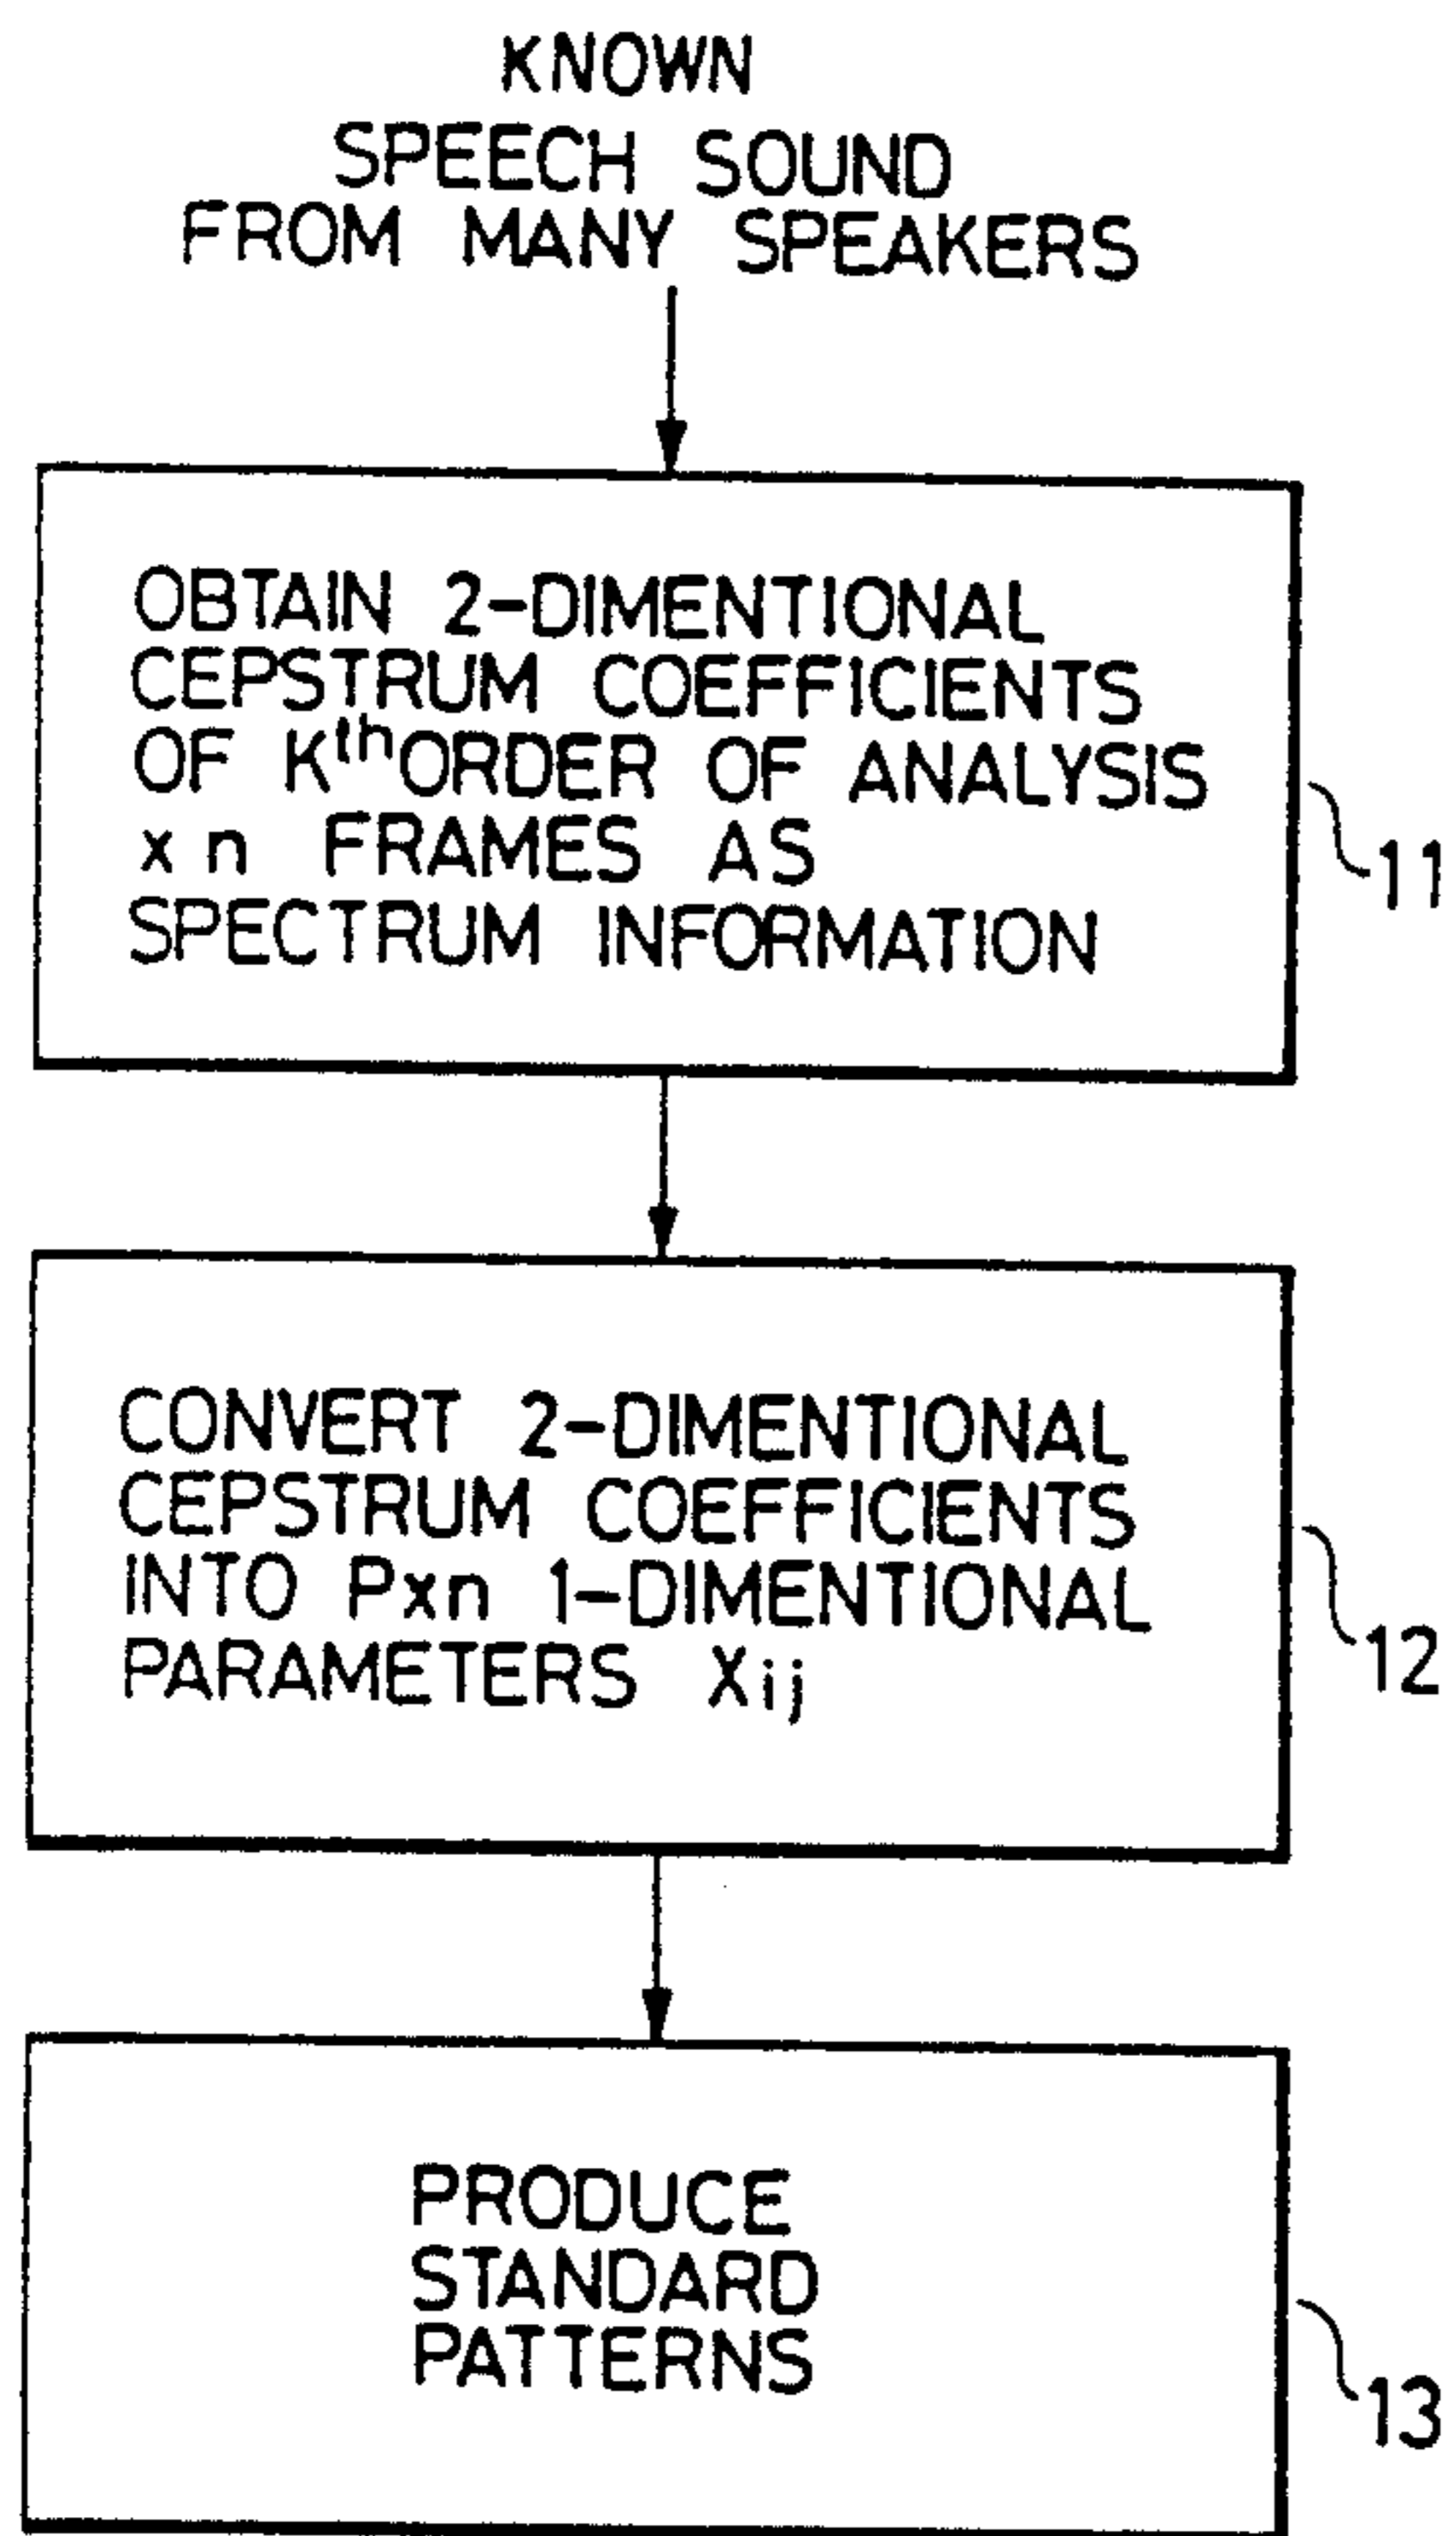 KNOWN
SPEECH SOUND
FROM MANY SPEAKERS
OBTAIN 2-DIMENTIONAL
CEPSTRUM COEFFICIENTS
OF Kth ORDER OF ANALYSIS
x n FRAMES AS
SPECTRUM INFORMATION
11
CONVERT 2-DIMENTIONAL
CEPSTRUM COEFFICIENTS
INTO Pxn 1-DIMENTIONAL
PARAMETERS Xij
12
PRODUCE
STANDARD
PATTERNS
13